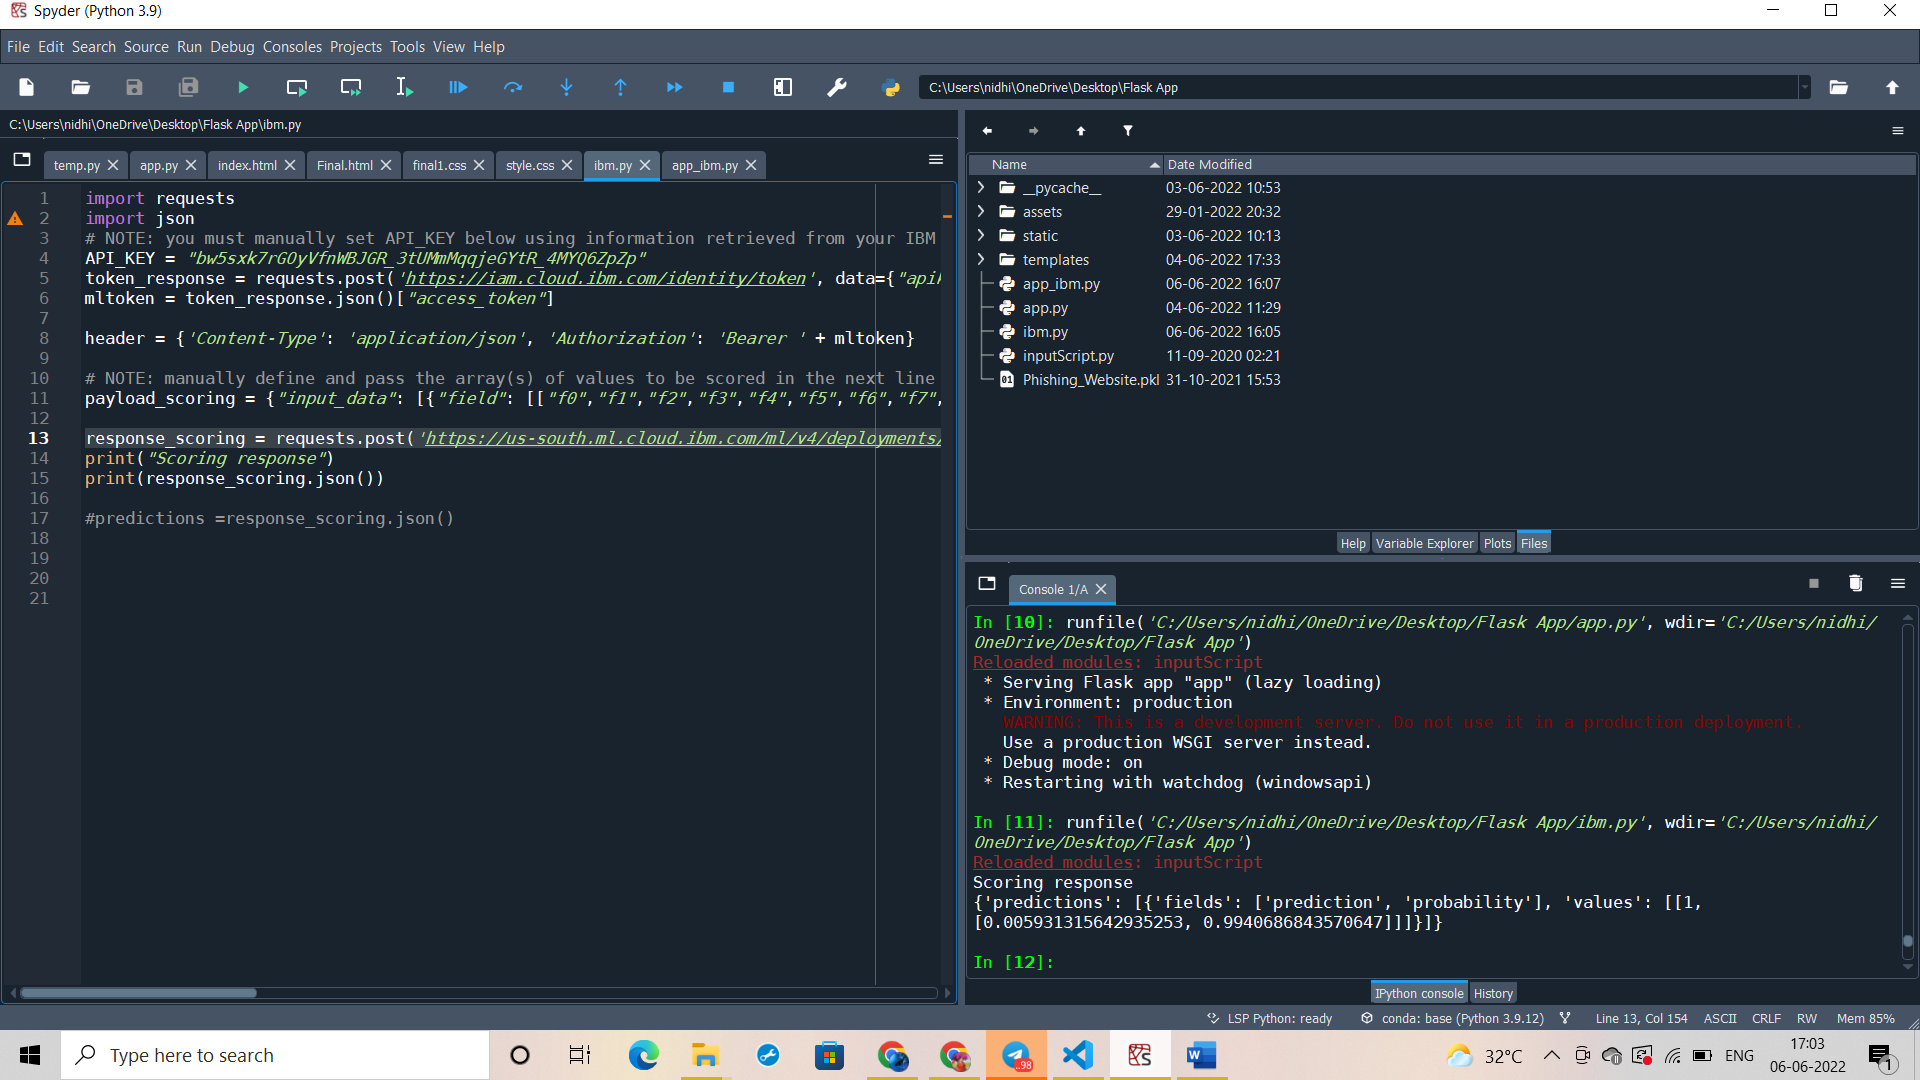 Spyder (Python 3.9)
File Edit Search Source Run Debug Consoles Projects Tools View Help
C:\Users\nidhi\OneDrive\Desktop\Flask App
C:\Users\nidhi\OneDrive\Desktop\Flask App\ibm.py
temp.py app.py index.html Final.html final1.css style.css ibm.py app_ibm.py
1 import requests
2 import json
3 # NOTE: you must manually set API_KEY below using information retrieved from your IBM
4 API_KEY = "bw5sxk7rGOyVfnWBJGR_3tUMmMqqjeGYtR_4MYQ6ZpZp"
5 token_response = requests.post('https://iam.cloud.ibm.com/identity/token', data={"apik
6 mltoken = token_response.json()["access_token"]
7
8 header = {'Content-Type': 'application/json', 'Authorization': 'Bearer ' + mltoken}
9
10 # NOTE: manually define and pass the array(s) of values to be scored in the next line
11 payload_scoring = {"input_data": [{"field": [["f0","f1","f2","f3","f4","f5","f6","f7",
12
13 response_scoring = requests.post('https://us-south.ml.cloud.ibm.com/ml/v4/deployments/
14 print("Scoring response")
15 print(response_scoring.json())
16
17 #predictions =response_scoring.json()
18
19
20
21
Name Date Modified
__pycache__ 03-06-2022 10:53
assets 29-01-2022 20:32
static 03-06-2022 10:13
templates 04-06-2022 17:33
app_ibm.py 06-06-2022 16:07
app.py 04-06-2022 11:29
ibm.py 06-06-2022 16:05
inputScript.py 11-09-2020 02:21
Phishing_Website.pkl 31-10-2021 15:53
Help Variable Explorer Plots Files
Console 1/A
In [10]: runfile('C:/Users/nidhi/OneDrive/Desktop/Flask App/app.py', wdir='C:/Users/nidhi/
OneDrive/Desktop/Flask App')
Reloaded modules: inputScript
* Serving Flask app "app" (lazy loading)
* Environment: production
WARNING: This is a development server. Do not use it in a production deployment.
Use a production WSGI server instead.
* Debug mode: on
* Restarting with watchdog (windowsapi)
In [11]: runfile('C:/Users/nidhi/OneDrive/Desktop/Flask App/ibm.py', wdir='C:/Users/nidhi/
OneDrive/Desktop/Flask App')
Reloaded modules: inputScript
Scoring response
{'predictions': [{'fields': ['prediction', 'probability'], 'values': [[1,
[0.005931315642935253, 0.9940686843570647]]]}]}
In [12]:
IPython console History
LSP Python: ready conda: base (Python 3.9.12) Line 13, Col 154 ASCII CRLF RW Mem 85%
Type here to search
..98
32°C ENG
17:03
06-06-2022
1